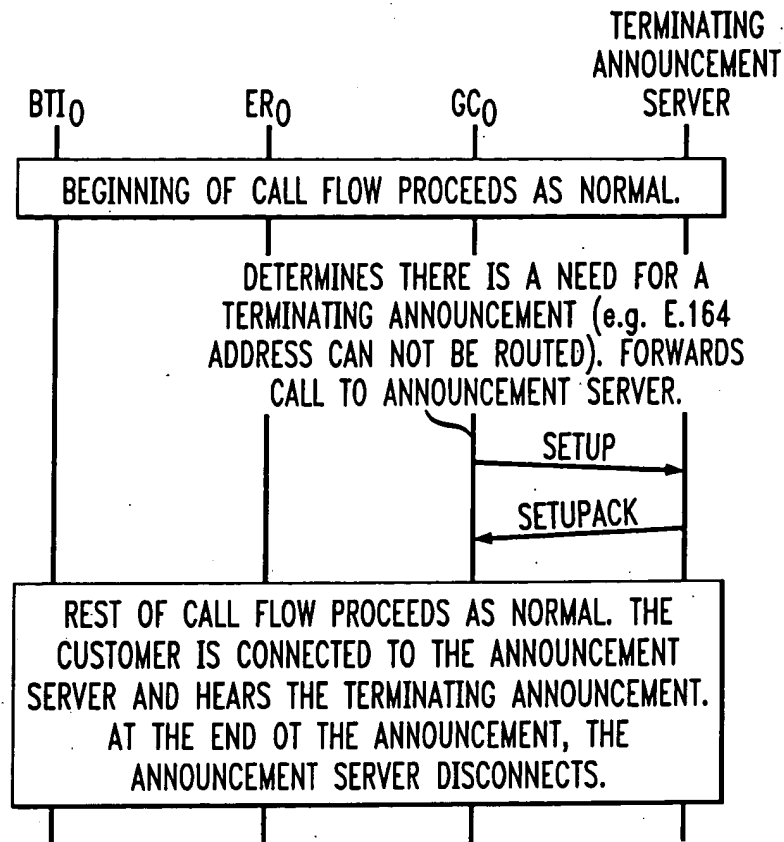 TERMINATING
ANNOUNCEMENT
BTI0 ER0 GC0 SERVER
BEGINNING OF CALL FLOW PROCEEDS AS NORMAL.
DETERMINES THERE IS A NEED FOR A
TERMINATING ANNOUNCEMENT (e.g. E.164
ADDRESS CAN NOT BE ROUTED). FORWARDS
CALL TO ANNOUNCEMENT SERVER.
SETUP
SETUPACK
REST OF CALL FLOW PROCEEDS AS NORMAL. THE
CUSTOMER IS CONNECTED TO THE ANNOUNCEMENT
SERVER AND HEARS THE TERMINATING ANNOUNCEMENT.
AT THE END OT THE ANNOUNCEMENT, THE
ANNOUNCEMENT SERVER DISCONNECTS.